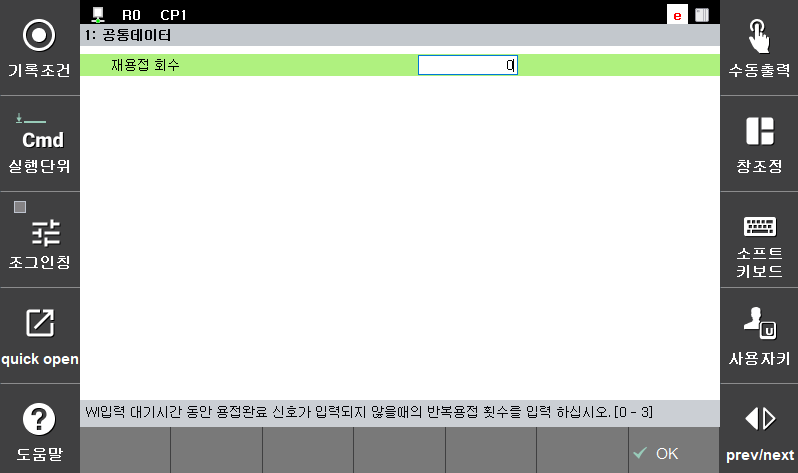 R0 CP1 e
1: 공통데이터
재용접 회수 0
기록조건
Cmd
실행단위
조그인칭
quick open
도움말
수동출력
창조정
소프트
키보드
U
사용자키
prev/next
WI입력 대기시간 동안 용접완료 신호가 입력되지 않을때의 반복용접 횟수를 입력 하십시오.[0 - 3]
OK